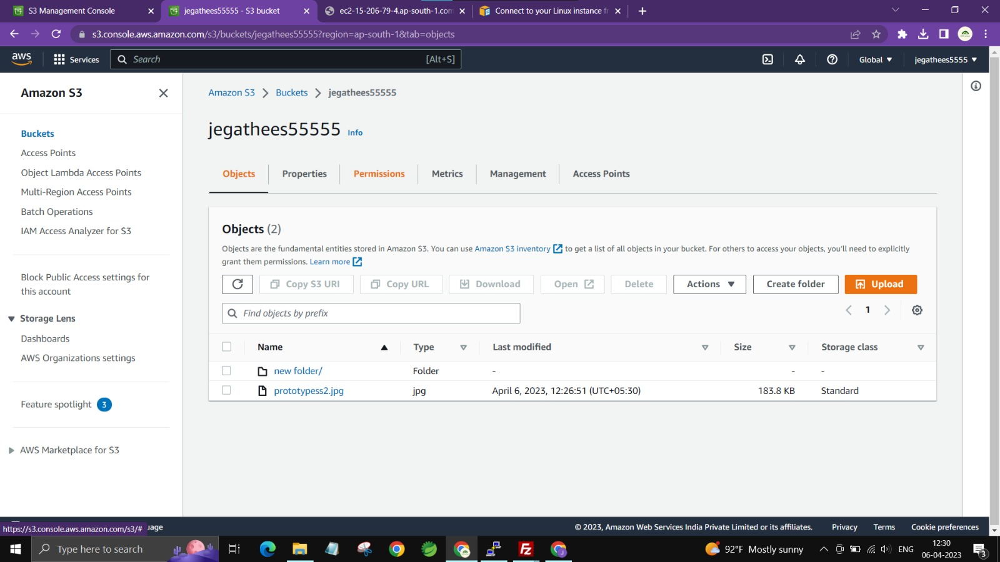 S3 Management Console
jegathees55555 - S3 bucket
ec2-15-206-79-4.ap-south-1.com
Connect to your Linux instance fr
s3.console.aws.amazon.com/s3/buckets/jegathees55555?region=ap-south-1&tab=objects
aws
Services
Search
[Alt+S]
Global
jegathees5555
Amazon S3
Buckets
Access Points
Object Lambda Access Points
Multi-Region Access Points
Batch Operations
IAM Access Analyzer for S3
Block Public Access settings for
this account
Storage Lens
Dashboards
AWS Organizations settings
Feature spotlight 3
AWS Marketplace for S3
Amazon S3 > Buckets > jegathees55555
jegathees55555 Info
Objects
Properties
Permissions
Metrics
Management
Access Points
Objects (2)
Objects are the fundamental entities stored in Amazon S3. You can use Amazon S3 inventory to get a list of all objects in your bucket. For others to access your objects, you'll need to explicitly
grant them permissions. Learn more
Copy S3 URI
Copy URL
Download
Open
Delete
Actions
Create folder
Upload
Find objects by prefix
1
Name Type Last modified Size Storage class
new folder/ Folder - - -
prototypess2.jpg jpg April 6, 2023, 12:26:51 (UTC+05:30) 183.8 KB Standard
https://s3.console.aws.amazon.com/s3/#
uage
© 2023, Amazon Web Services India Private Limited or its affiliates.
Privacy
Terms
Cookie preferences
Type here to search
Fz
J
92°F Mostly sunny
ENG
12:30
06-04-2023
3